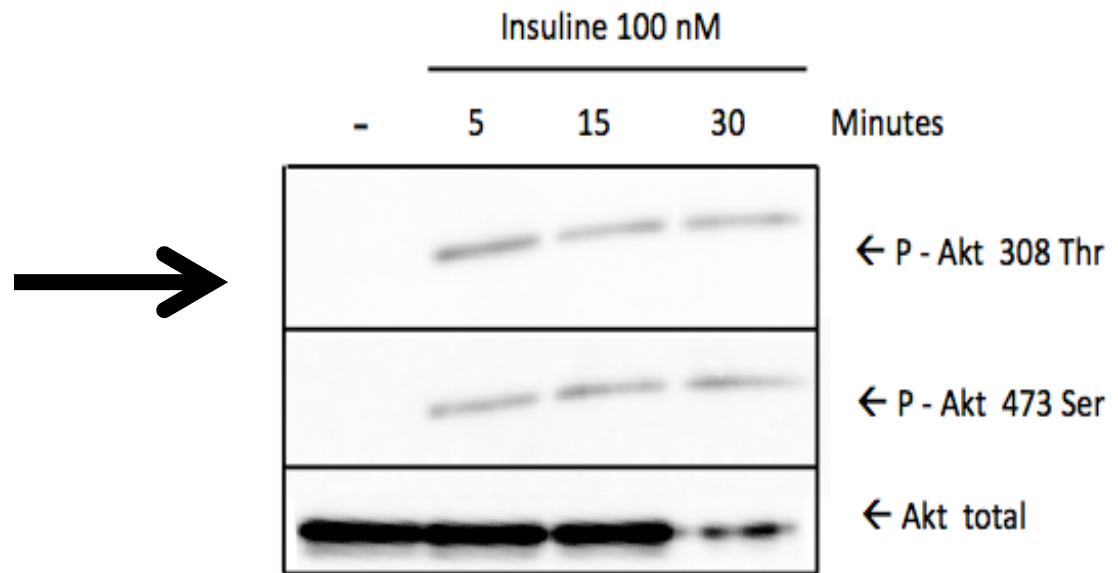 Insuline 100 nM
– 5 15 30 Minutes
← P - Akt 308 Thr
← P - Akt 473 Ser
← Akt total